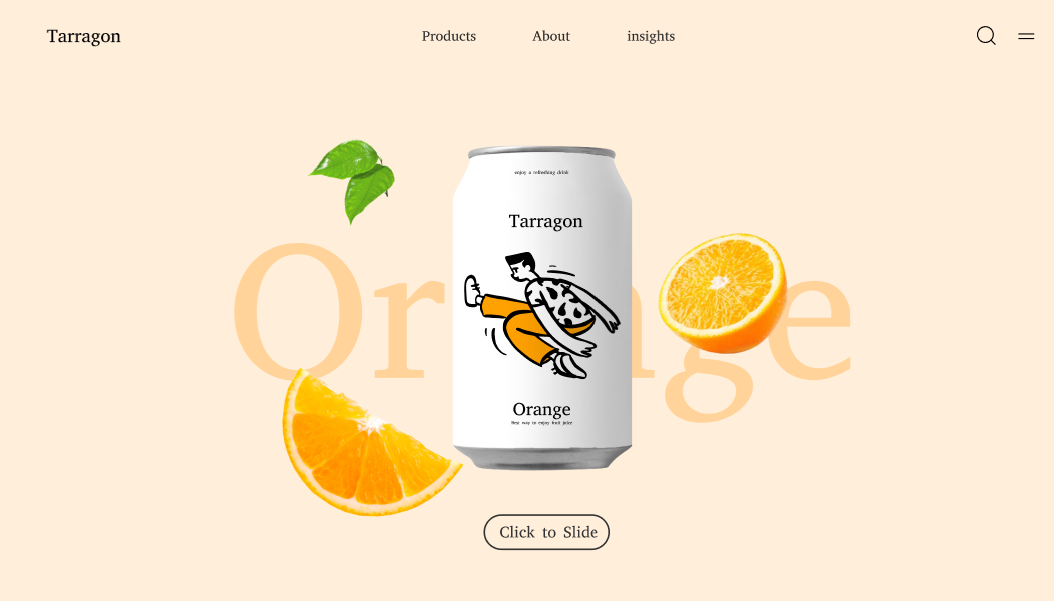 Tarragon
Products
About
insights
enjoy a refreshing drink
Tarragon
Orange
Orange
Best way to enjoy fruit juice
Click to Slide